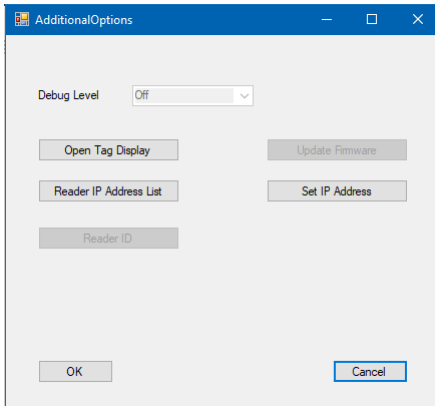 AdditionalOptions
Debug Level Off
Open Tag Display Update Firmware
Reader IP Address List Set IP Address
Reader ID
OK Cancel